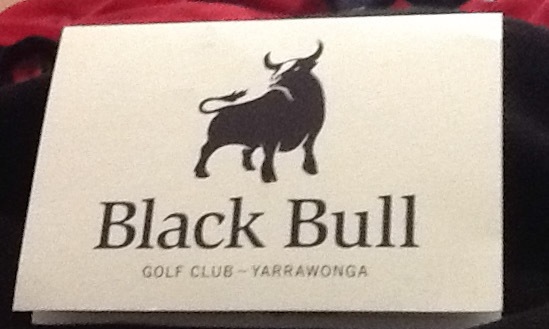 Black Bull
GOLF CLUB – YARRAWONGA